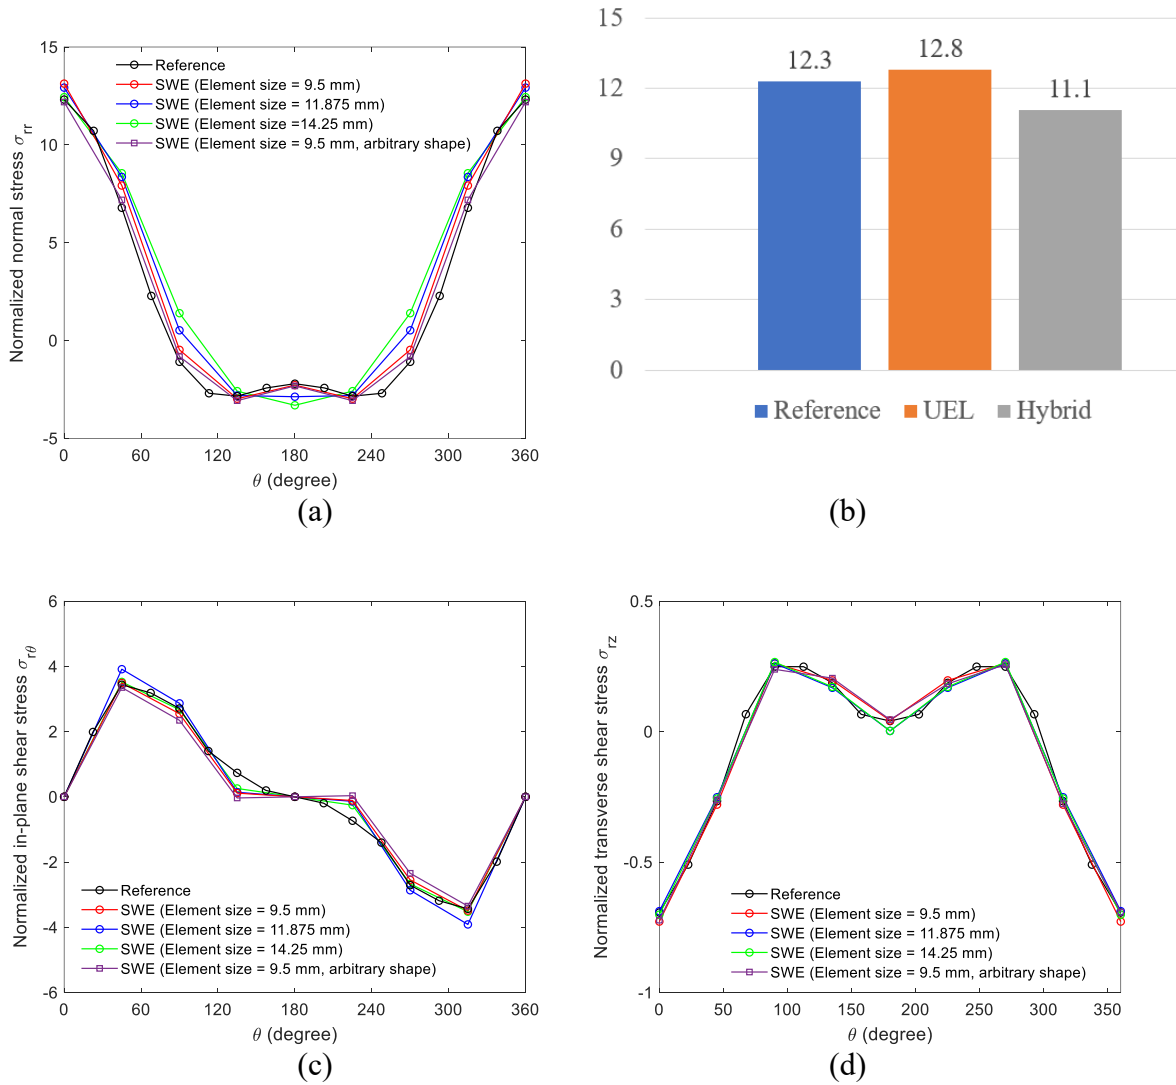 15
10
5
0
-5
0
60
120
180
240
300
360
Normalized normal stress σrr
θ (degree)
Reference
SWE (Element size = 9.5 mm)
SWE (Element size = 11.875 mm)
SWE (Element size =14.25 mm)
SWE (Element size = 9.5 mm, arbitrary shape)
(a)
15
12
9
6
3
0
12.3
12.8
11.1
Reference
UEL
Hybrid
(b)
6
4
2
0
-2
-4
-6
0
60
120
180
240
300
360
Normalized in-plane shear stress σrθ
θ (degree)
Reference
SWE (Element size = 9.5 mm)
SWE (Element size = 11.875 mm)
SWE (Element size = 14.25 mm)
SWE (Element size = 9.5 mm, arbitrary shape)
(c)
0.5
0
-0.5
-1
0
50
100
150
200
250
300
350
Normalized transverse shear stress σrz
θ (degree)
Reference
SWE (Element size = 9.5 mm)
SWE (Element size = 11.875 mm)
SWE (Element size = 14.25 mm)
SWE (Element size = 9.5 mm, arbitrary shape)
(d)